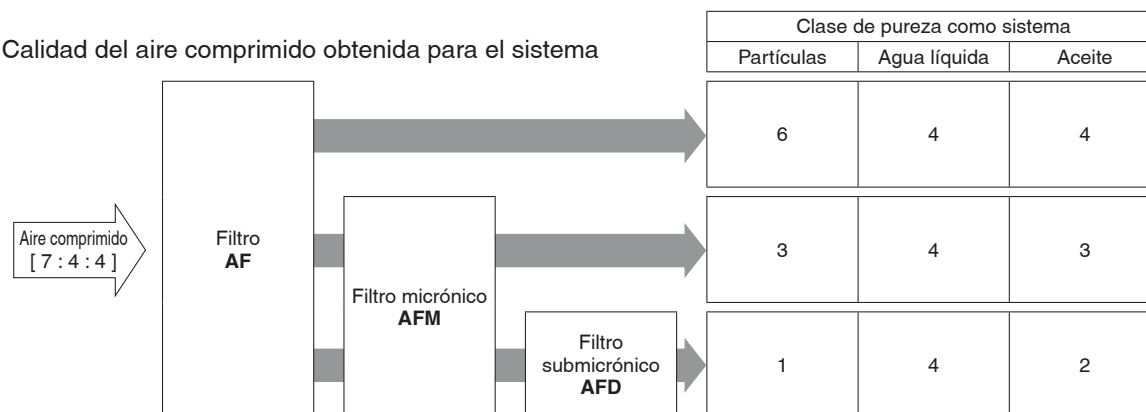 Calidad del aire comprimido obtenida para el sistema
Clase de pureza como sistema
Partículas Agua líquida Aceite
6 4 4
Aire comprimido
[ 7 : 4 : 4 ]
Filtro
AF
3 4 3
Filtro micrónico
AFM
Filtro
submicrónico
AFD
1 4 2